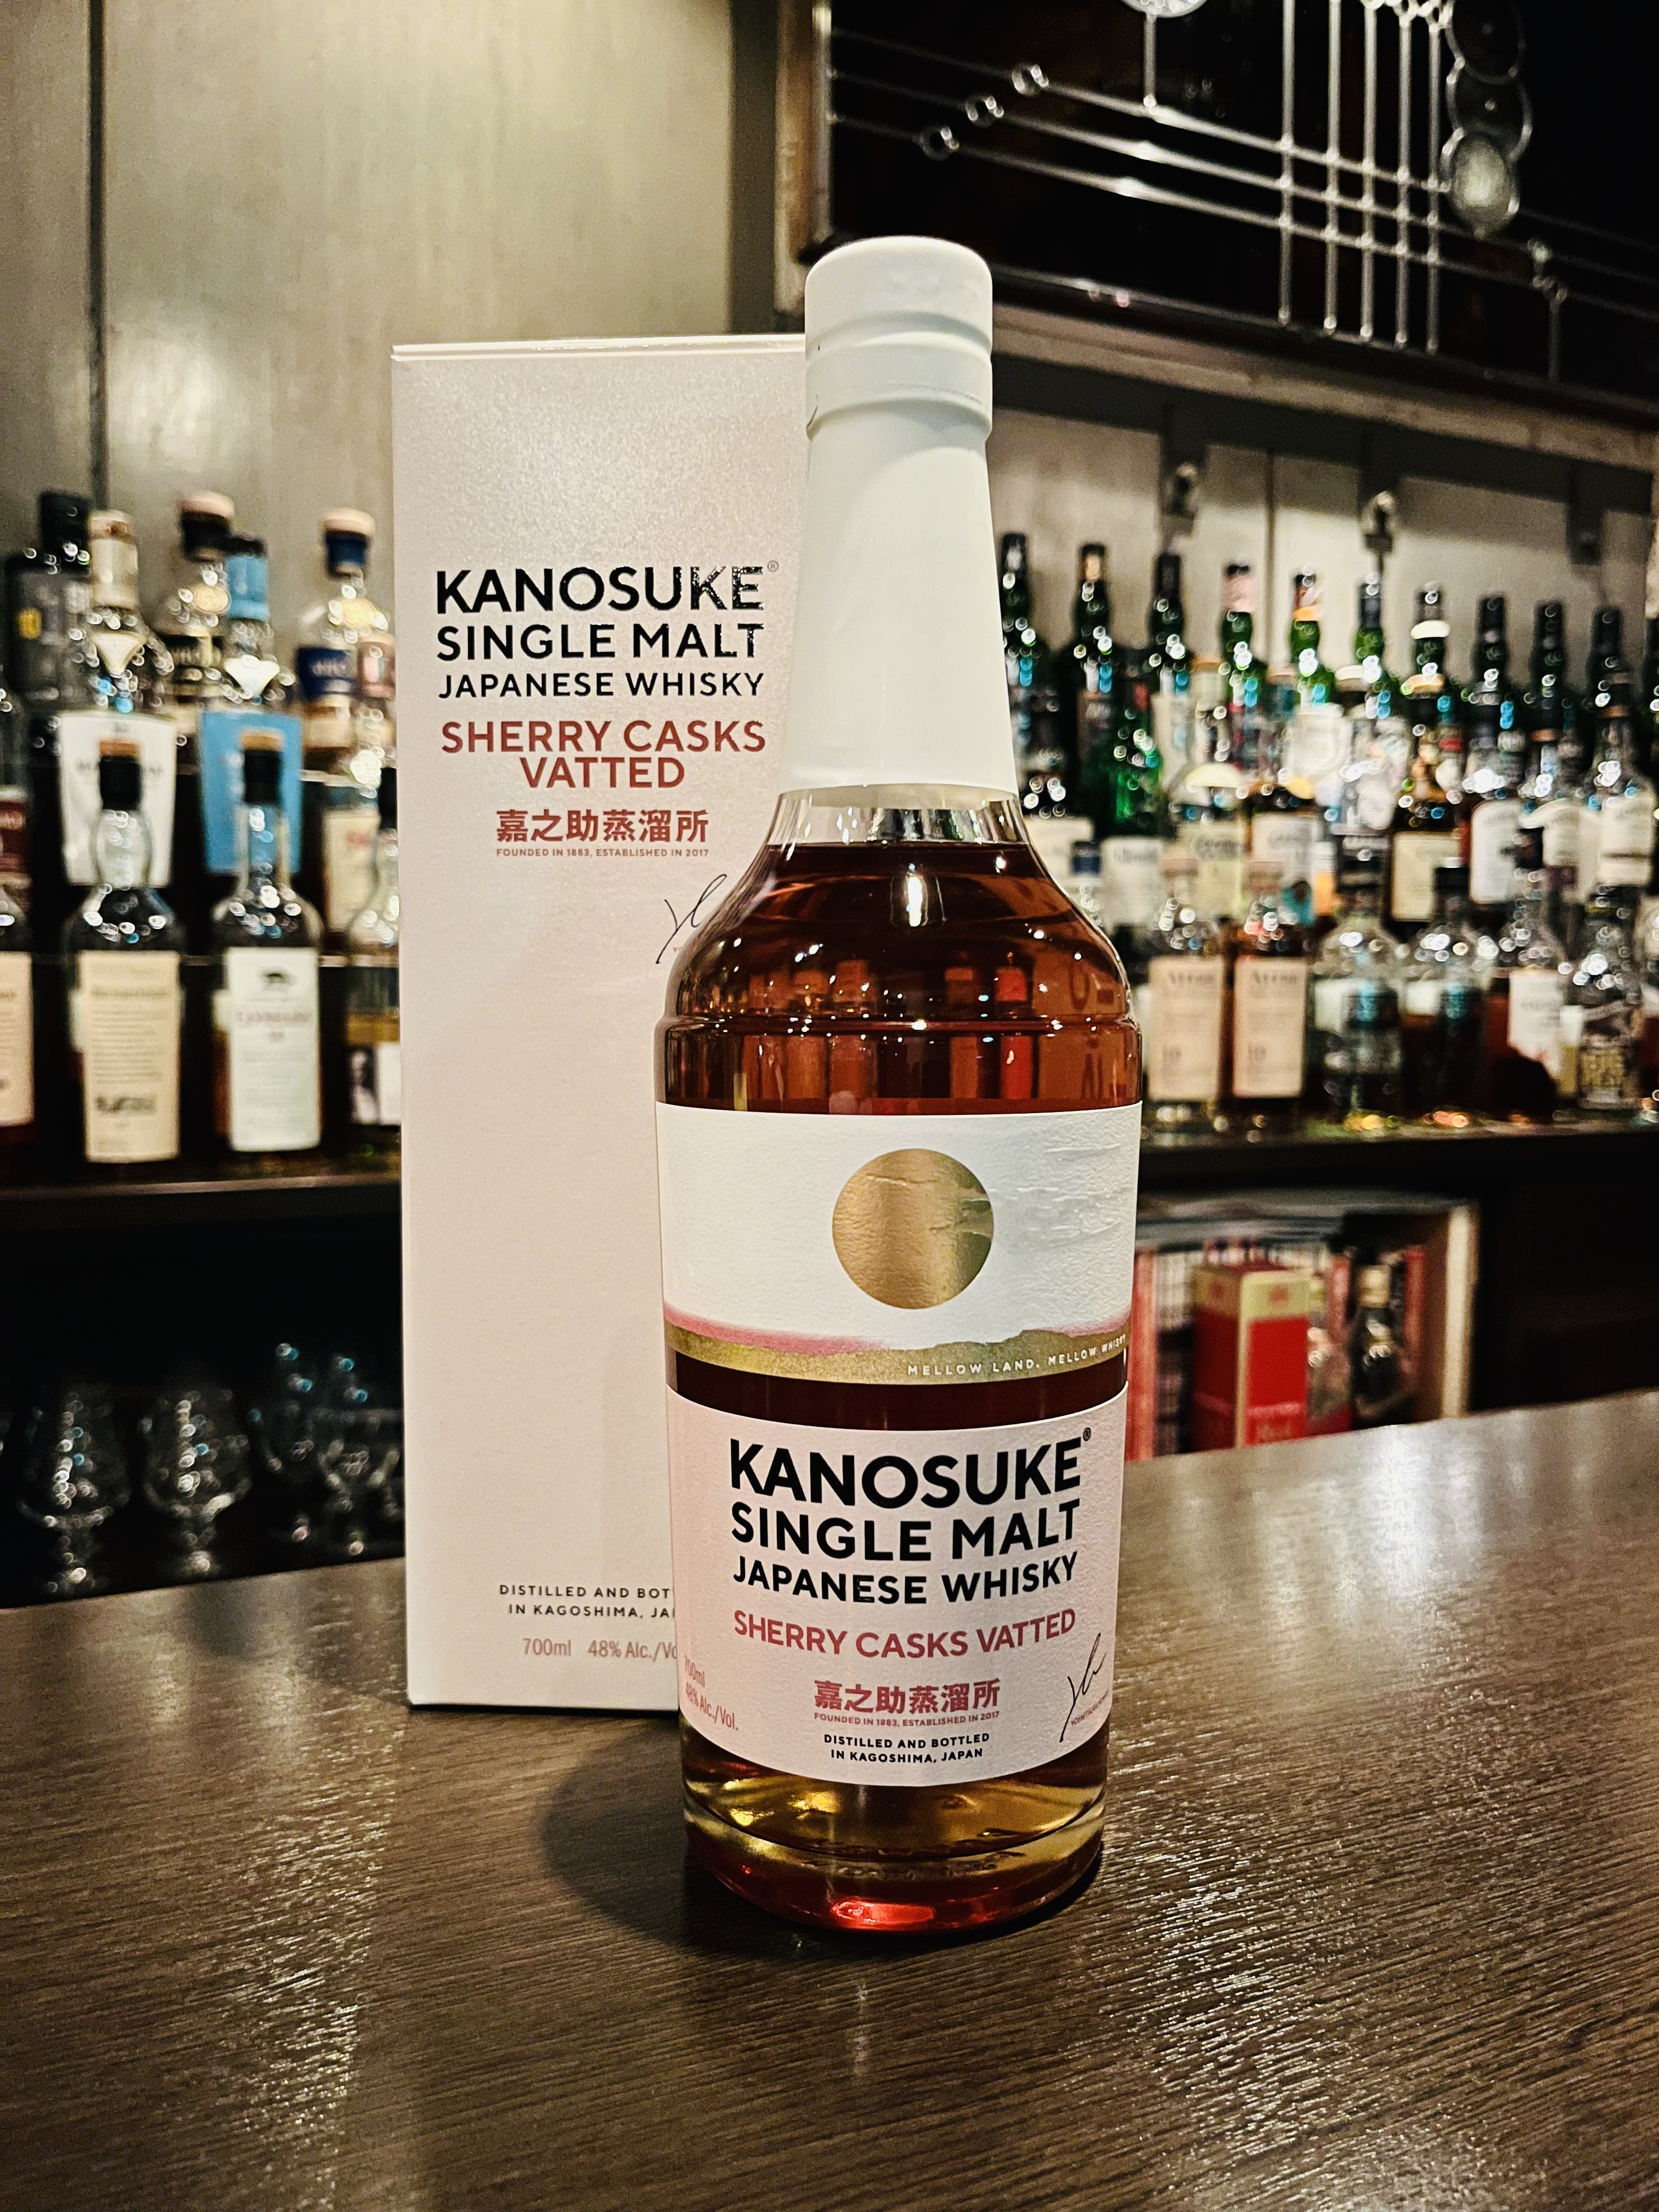 KANOSUKE®
SINGLE MALT
JAPANESE WHISKY
SHERRY CASKS
VATTED
嘉之助蒸溜所
FOUNDED IN 1883, ESTABLISHED IN 2017
DISTILLED AND BOT
IN KAGOSHIMA, JA
700ml 48% Alc./Vo
MELLOW LAND. MELLOW WHISKY
KANOSUKE®
SINGLE MALT
JAPANESE WHISKY
SHERRY CASKS VATTED
嘉之助蒸溜所
FOUNDED IN 1883, ESTABLISHED IN 2017
DISTILLED AND BOTTLED
IN KAGOSHIMA, JAPAN
700ml
48% Alc./Vol.